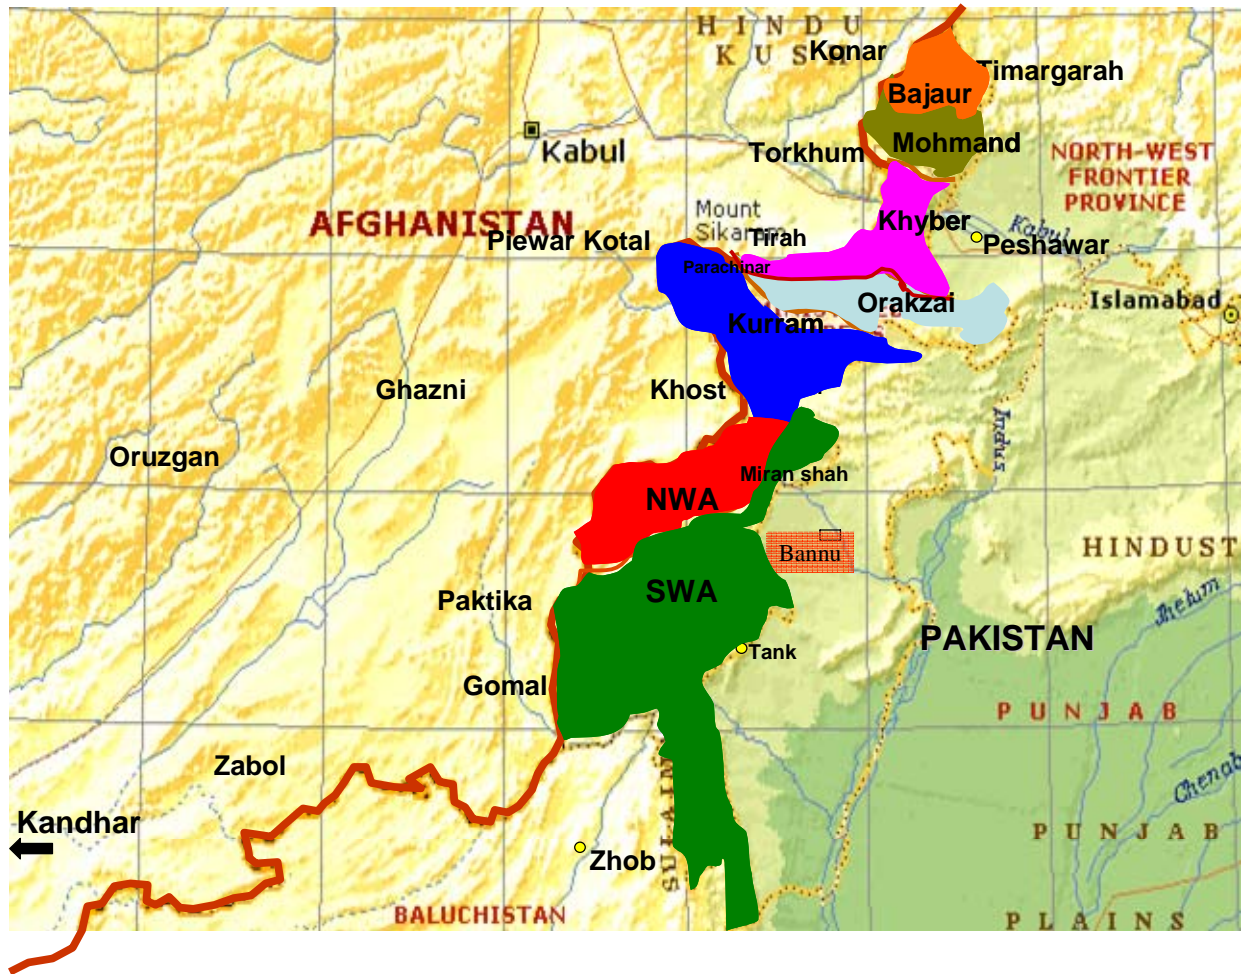 HINDU
KUSH
Konar
Timargarah
Bajaur
Mohmand
Kabul
Torkhum
NORTH-WEST
FRONTIER
PROVINCE
AFGHANISTAN
Mount
Sikaram
Khyber
Kabul
Piewar Kotal
Tirah
Peshawar
Parachinar
Orakzai
Islamabad
Kurram
Ghazni
Khost
Indus
Oruzgan
Miran shah
NWA
Bannu
HINDUST
SWA
Paktika
Jhelum
PAKISTAN
Tank
Gomal
PUNJAB
Zabol
Chenab
Kandhar
SULAIM
PUNJAB
Zhob
BALUCHISTAN
PLAINS